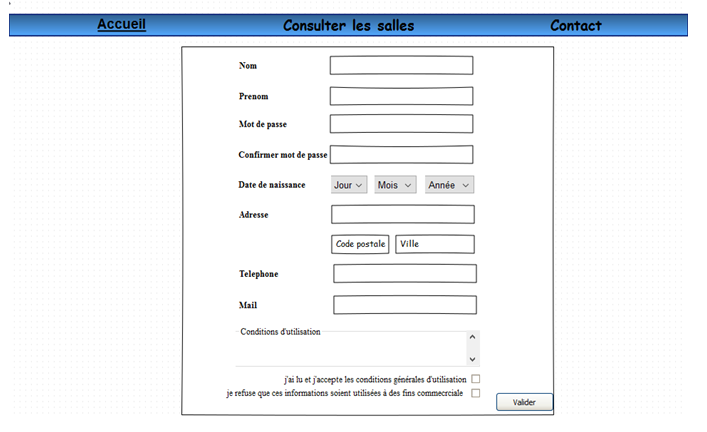 Accueil Consulter les salles Contact
Nom
Prenom
Mot de passe
Confirmer mot de passe
Date de naissance Jour Mois Année
Adresse
Code postale Ville
Telephone
Mail
Conditions d'utilisation
j'ai lu et j'accepte les conditions générales d'utilisation
je refuse que ces informations soient utilisées à des fins commercrciale
Valider